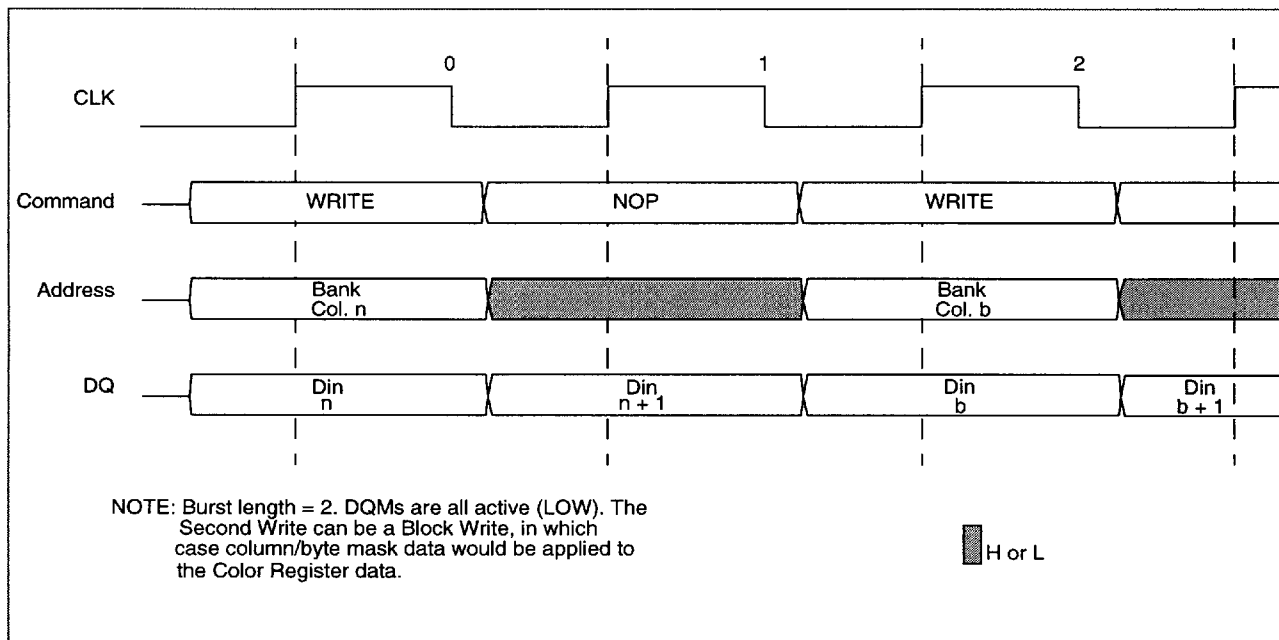 0 1 2
CLK
Command WRITE NOP WRITE
Address Bank Bank
Col. n Col. b
DQ Din Din Din Din
n n + 1 b b + 1
NOTE: Burst length = 2. DQMs are all active (LOW). The
Second Write can be a Block Write, in which
case column/byte mask data would be applied to
the Color Register data.
H or L